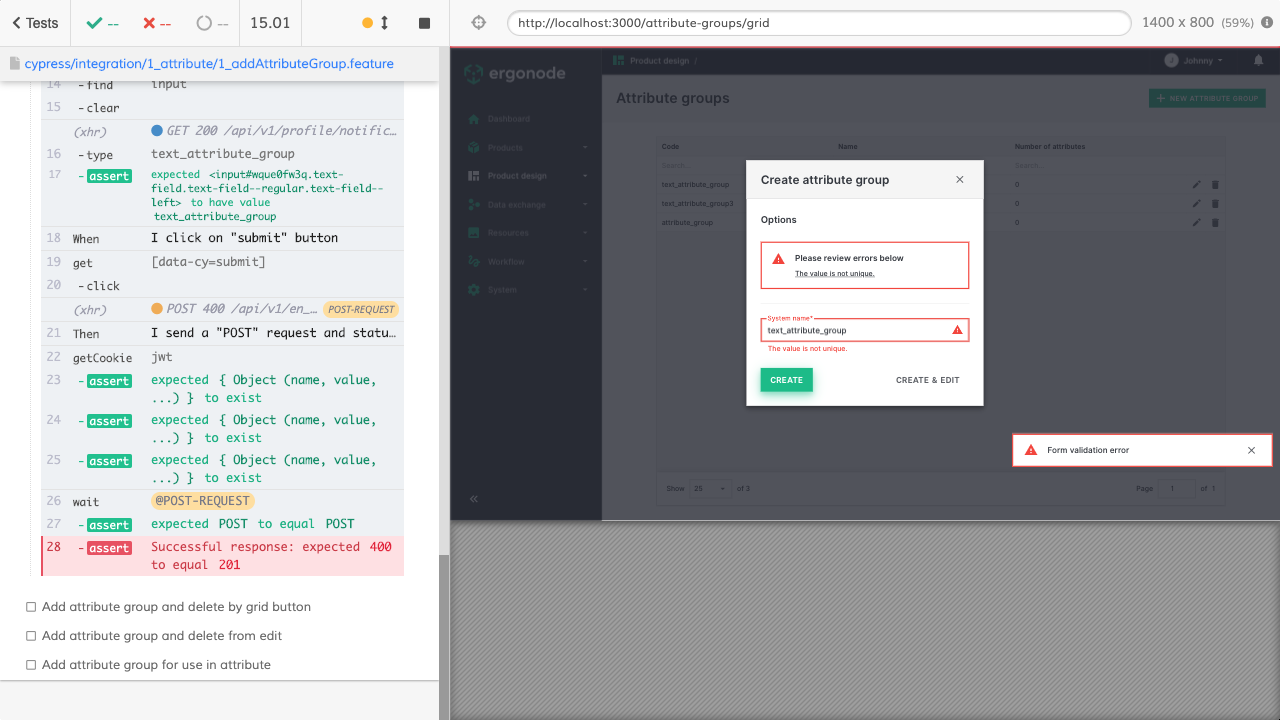 Tests
--
--
--
15.01
http://localhost:3000/attribute-groups/grid
1400 x 800 (59%)
cypress/integration/1_attribute/1_addAttributeGroup.feature
14 -find input
15 -clear
(xhr) GET 200 /api/v1/profile/notific...
16 -type text_attribute_group
17 -assert expected <input#wque0fw3q.text-
field.text-field--regular.text-field--
left> to have value
text_attribute_group
18 When I click on "submit" button
19 get [data-cy=submit]
20 -click
(xhr) POST 400 /api/v1/en_... POST-REQUEST
21 Then I send a "POST" request and statu...
22 getCookie jwt
23 -assert expected { Object (name, value,
...) } to exist
24 -assert expected { Object (name, value,
...) } to exist
25 -assert expected { Object (name, value,
...) } to exist
26 wait @POST-REQUEST
27 -assert expected POST to equal POST
28 -assert Successful response: expected 400
to equal 201
Add attribute group and delete by grid button
Add attribute group and delete from edit
Add attribute group for use in attribute
ergonode
Dashboard
Products
Product design
Data exchange
Resources
Workflow
System
«
Product design /
J Johnny
Attribute groups
+ NEW ATTRIBUTE GROUP
Code Name Number of attributes
Search... Search...
text_attribute_group 0
text_attribute_group3 0
attribute_group 0
Show 25 of 3
Page 1 of 1
Create attribute group
Options
Please review errors below
The value is not unique.
System name*
text_attribute_group
The value is not unique.
CREATE
CREATE & EDIT
Form validation error